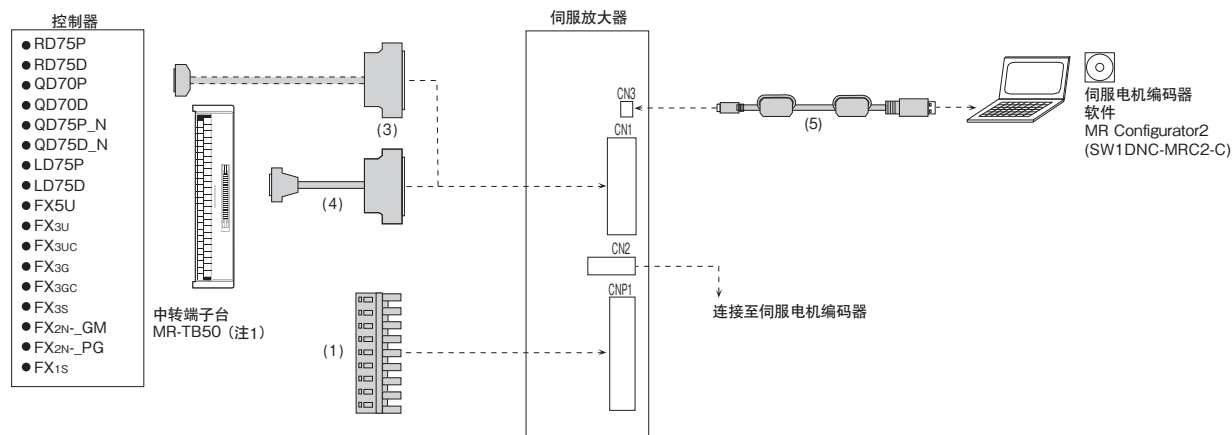 控制器
● RD75P
● RD75D
● QD70P
● QD70D
● QD75P_N
● QD75D_N
● LD75P
● LD75D
● FX5U
● FX3U
● FX3UC
● FX3G
● FX3GC
● FX3S
● FX2N-_GM
● FX2N-_PG
● FX1S
中转端子台
MR-TB50（注1）
(3)
(4)
(1)
伺服放大器
CN3
CN1
CN2
CNP1
连接至伺服电机编码器
(5)
伺服电机编码器
软件
MR Configurator2
(SW1DNC-MRC2-C)